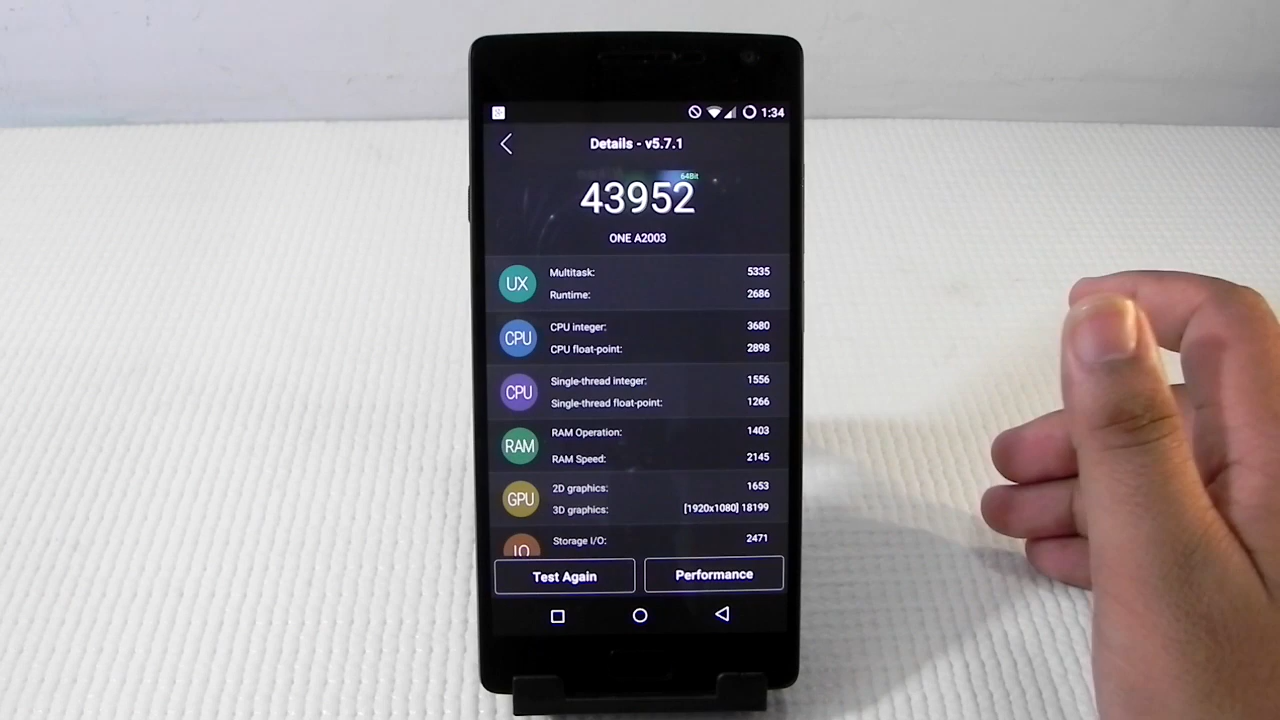 1:34
Details - v5.7.1
64Bit
43952
ONE A2003
UX
Multitask: 5335
Runtime: 2686
CPU
CPU integer: 3680
CPU float-point: 2898
CPU
Single-thread integer: 1556
Single-thread float-point: 1266
RAM
RAM Operation: 1403
RAM Speed: 2145
GPU
2D graphics: 1653
3D graphics: [1920x1080] 18199
IO
Storage I/O: 2471
Test Again
Performance